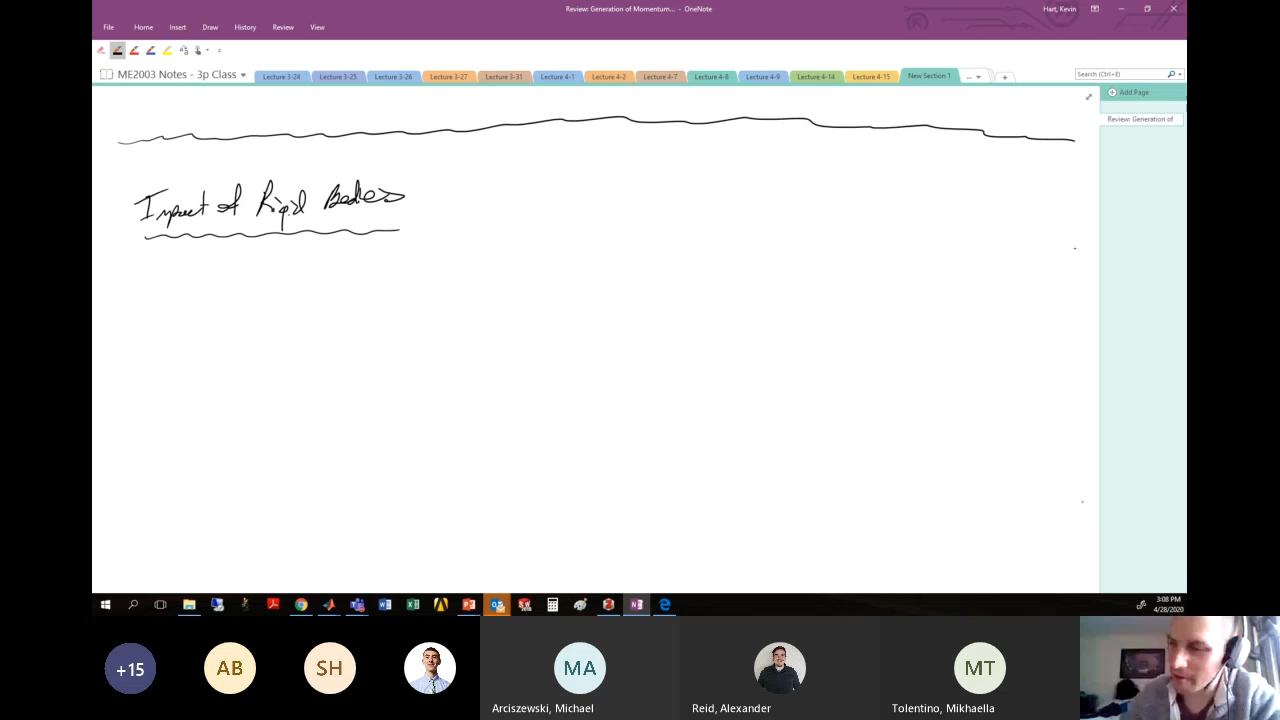 Review: Generation of Momentum... - OneNote
Hart, Kevin
File Home Insert Draw History Review View
ME2003 Notes - 3p Class
Lecture 3-24 Lecture 3-25 Lecture 3-26 Lecture 3-27 Lecture 3-31 Lecture 4-1 Lecture 4-2 Lecture 4-7 Lecture 4-8 Lecture 4-9 Lecture 4-14 Lecture 4-15 New Section 1 ...
Search (Ctrl+E)
Add Page
Review: Generation of
Impact of Rigid Bodies
3:08 PM
4/28/2020
+15 AB SH MA MT
Arciszewski, Michael Reid, Alexander Tolentino, Mikhaella